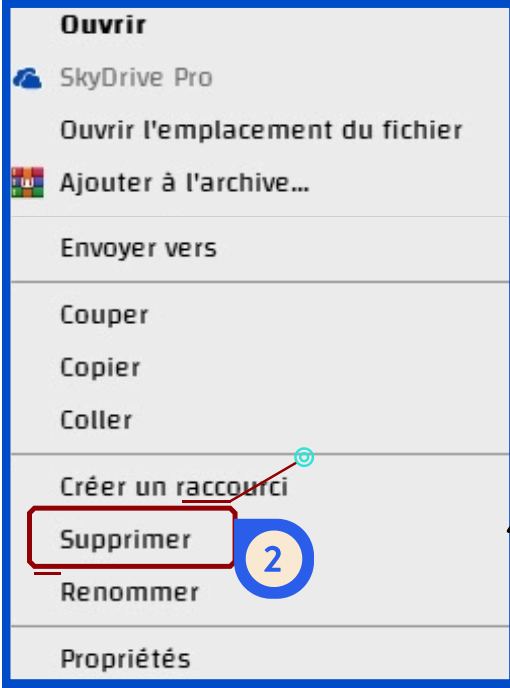 Ouvrir
SkyDrive Pro
Ouvrir l'emplacement du fichier
Ajouter à l'archive...
Envoyer vers
Couper
Copier
Coller
Créer un raccourci
Supprimer
2
Renommer
Propriétés